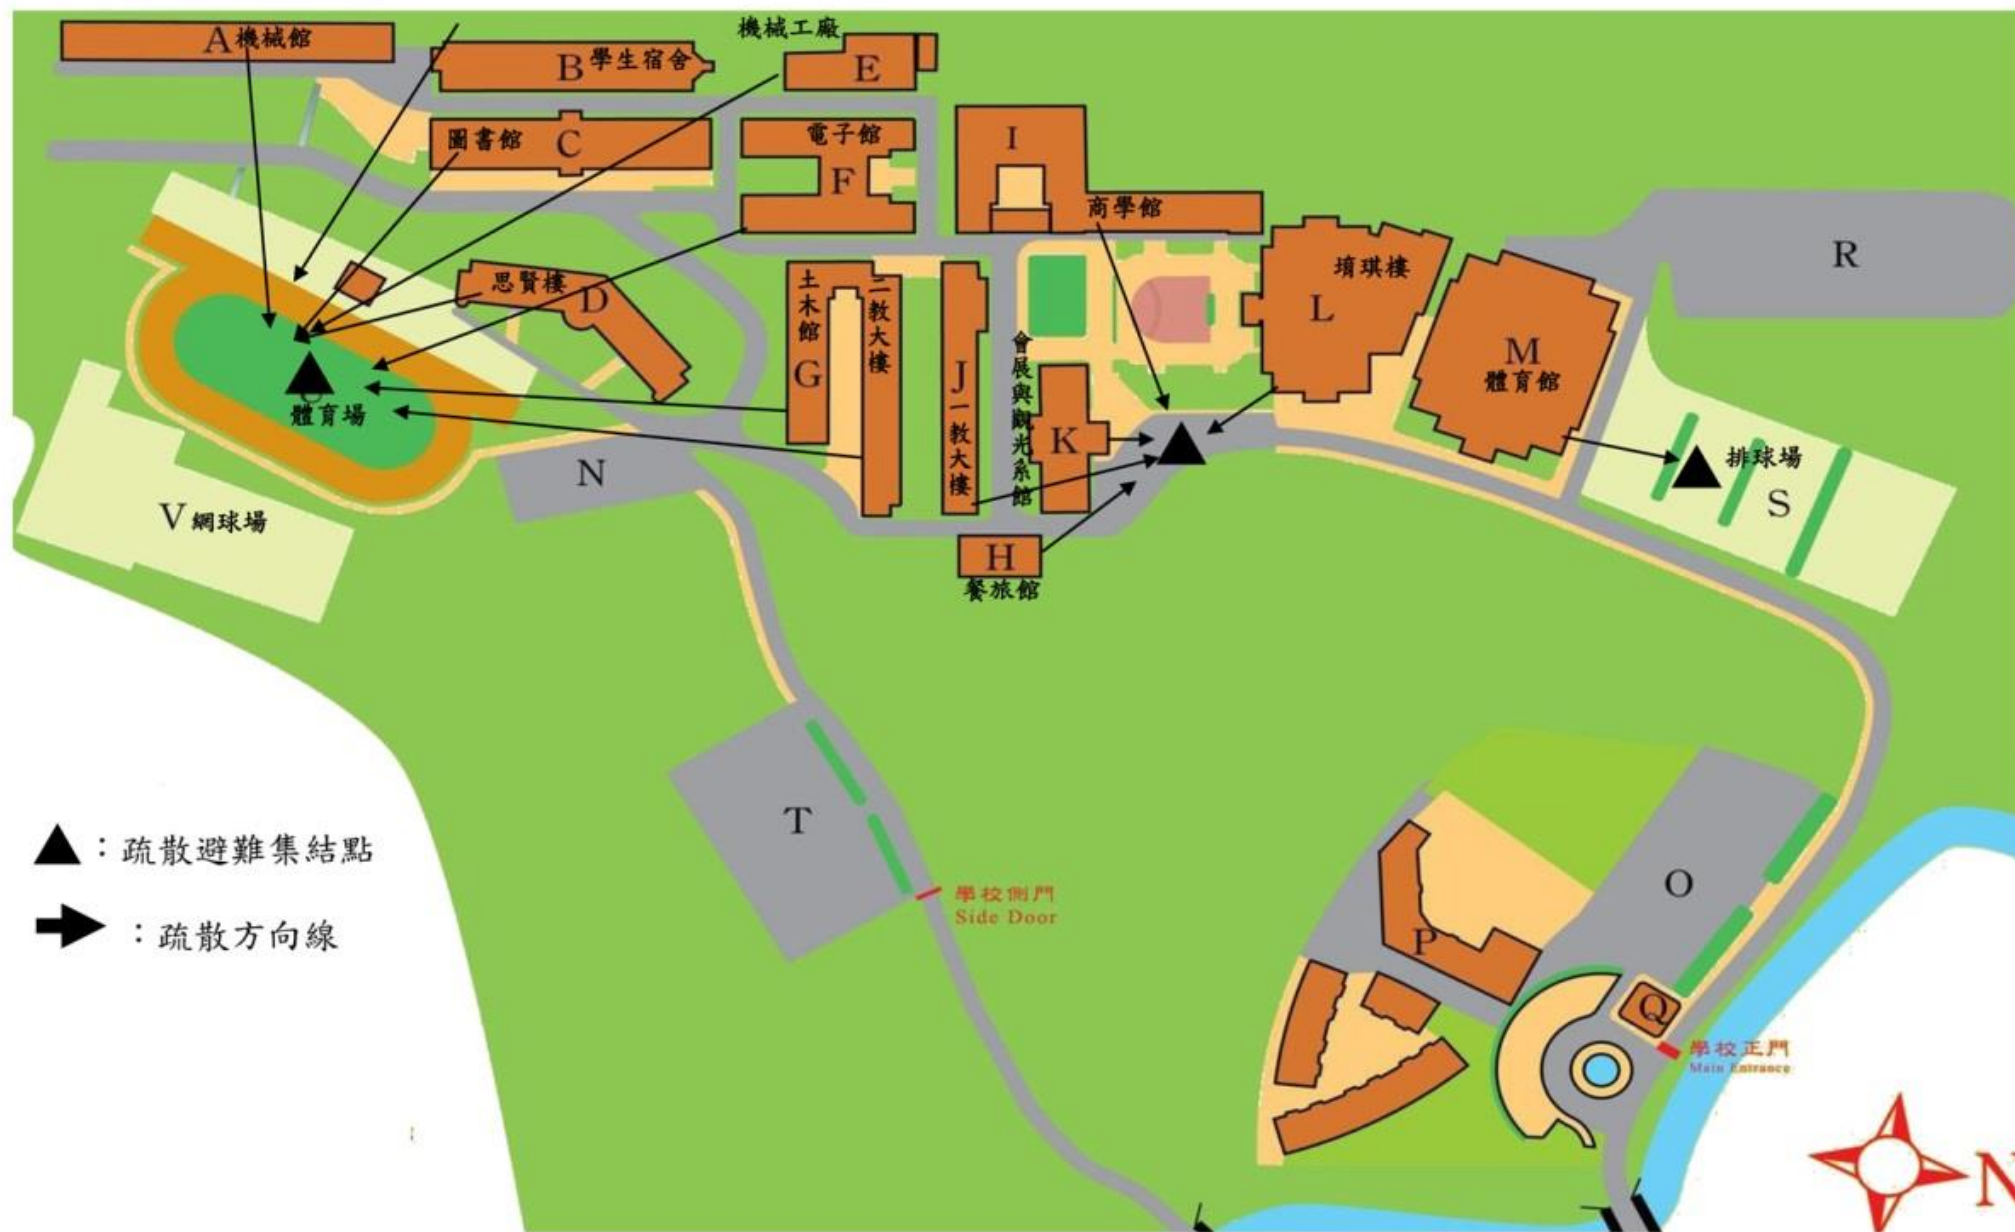 A機械館
B 學生宿舍
機械工廠
E
圖書館 C
電子館
F
I
商學館
L 堉琪樓
M
體育館
R
思賢樓 D
土木館
G
二教大樓
J一教大樓
會展與觀光系館
K
體育場
N
V 網球場
H
餐旅館
排球場
S
T
學校側門
Side Door
O
P
Q
學校正門
Main Entrance
▲：疏散避難集結點
➡：疏散方向線
N